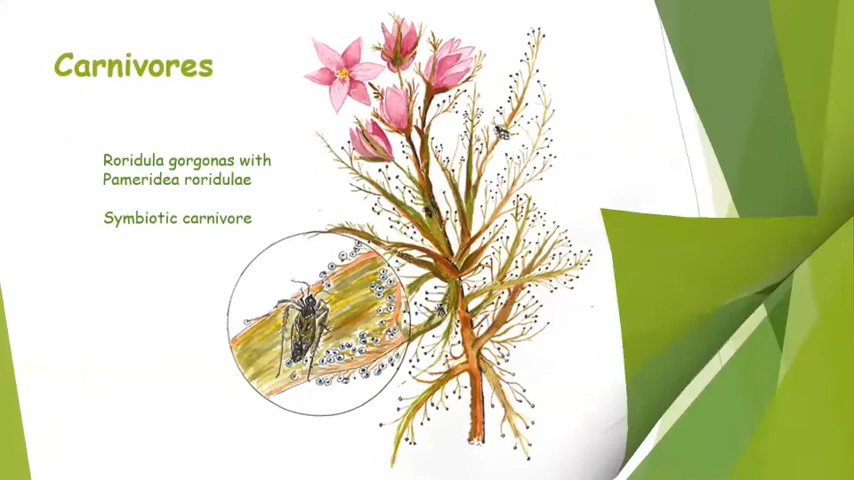 Carnivores
Roridula gorgonas with
Pameridea roridulae
Symbiotic carnivore